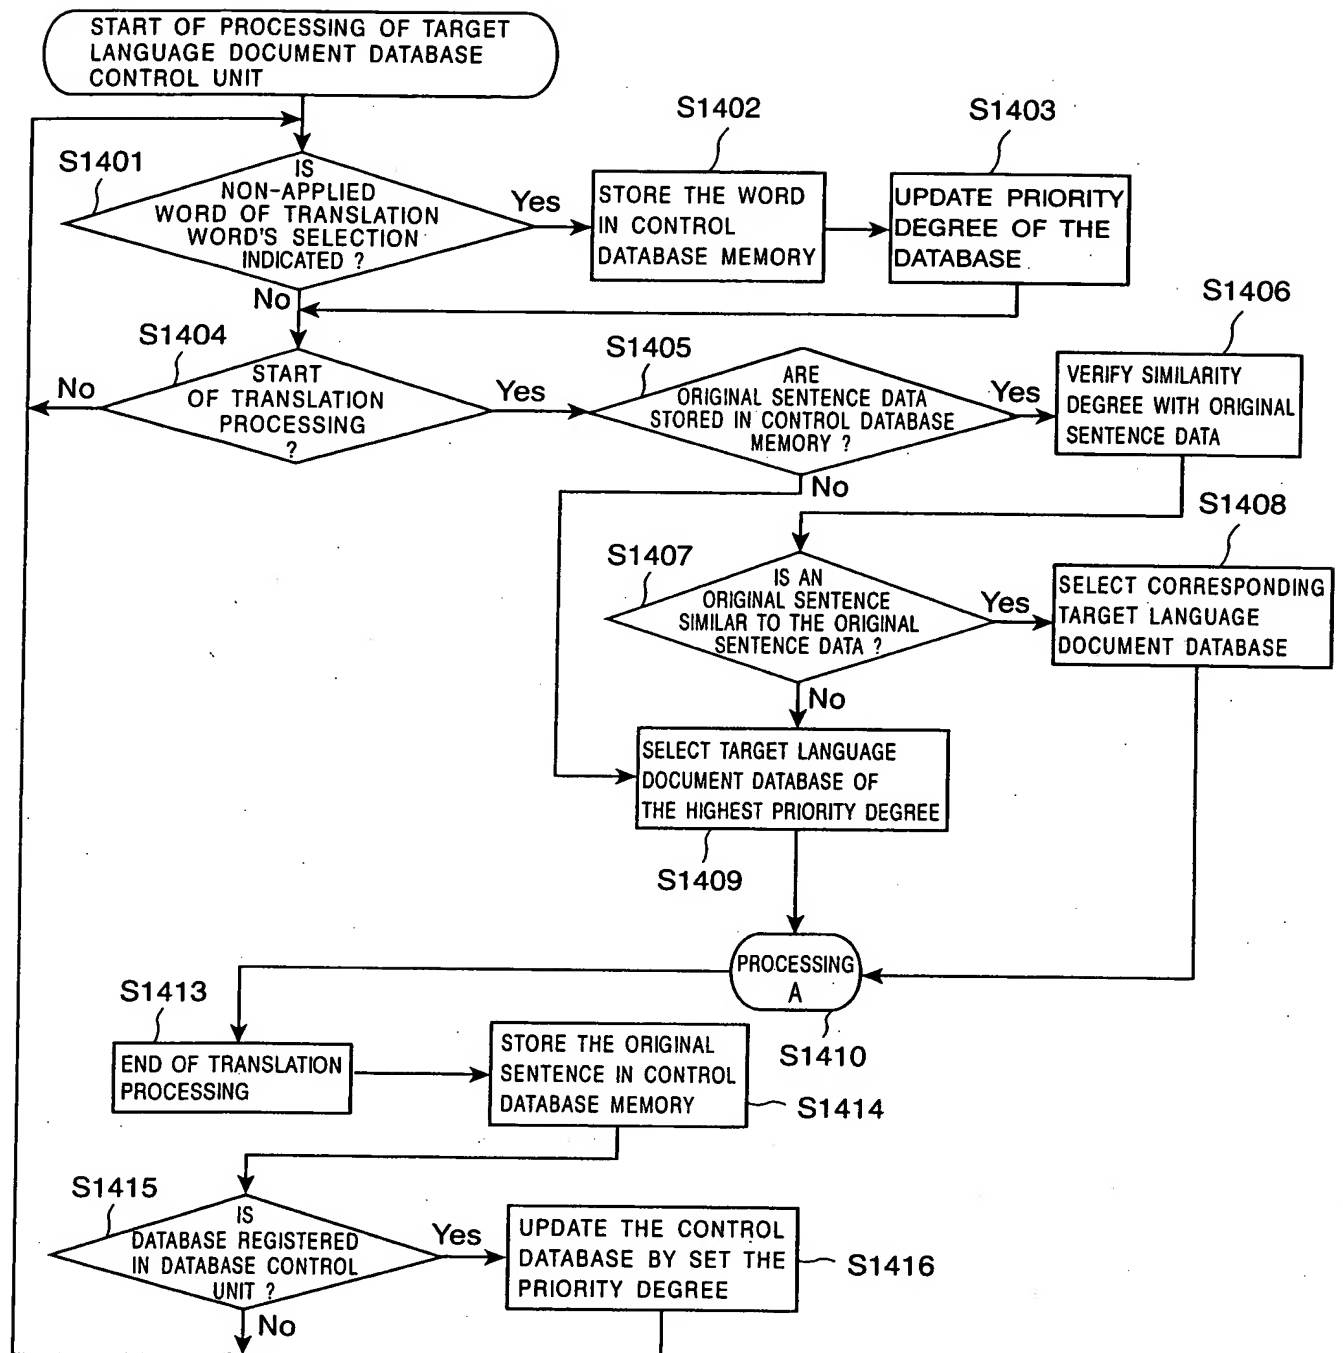 START OF PROCESSING OF TARGET
LANGUAGE DOCUMENT DATABASE
CONTROL UNIT
S1401
IS
NON-APPLIED
WORD OF TRANSLATION
WORD'S SELECTION
INDICATED ?
Yes
No
S1402
STORE THE WORD
IN CONTROL
DATABASE MEMORY
S1403
UPDATE PRIORITY
DEGREE OF THE
DATABASE
S1404
START
OF TRANSLATION
PROCESSING
?
No
Yes
S1405
ARE
ORIGINAL SENTENCE DATA
STORED IN CONTROL DATABASE
MEMORY ?
Yes
No
S1406
VERIFY SIMILARITY
DEGREE WITH ORIGINAL
SENTENCE DATA
S1407
IS AN
ORIGINAL SENTENCE
SIMILAR TO THE ORIGINAL
SENTENCE DATA ?
Yes
No
S1408
SELECT CORRESPONDING
TARGET LANGUAGE
DOCUMENT DATABASE
SELECT TARGET LANGUAGE
DOCUMENT DATABASE OF
THE HIGHEST PRIORITY DEGREE
S1409
PROCESSING
A
S1410
S1413
END OF TRANSLATION
PROCESSING
STORE THE ORIGINAL
SENTENCE IN CONTROL
DATABASE MEMORY
S1414
S1415
IS
DATABASE REGISTERED
IN DATABASE CONTROL
UNIT ?
Yes
No
UPDATE THE CONTROL
DATABASE BY SET THE
PRIORITY DEGREE
S1416